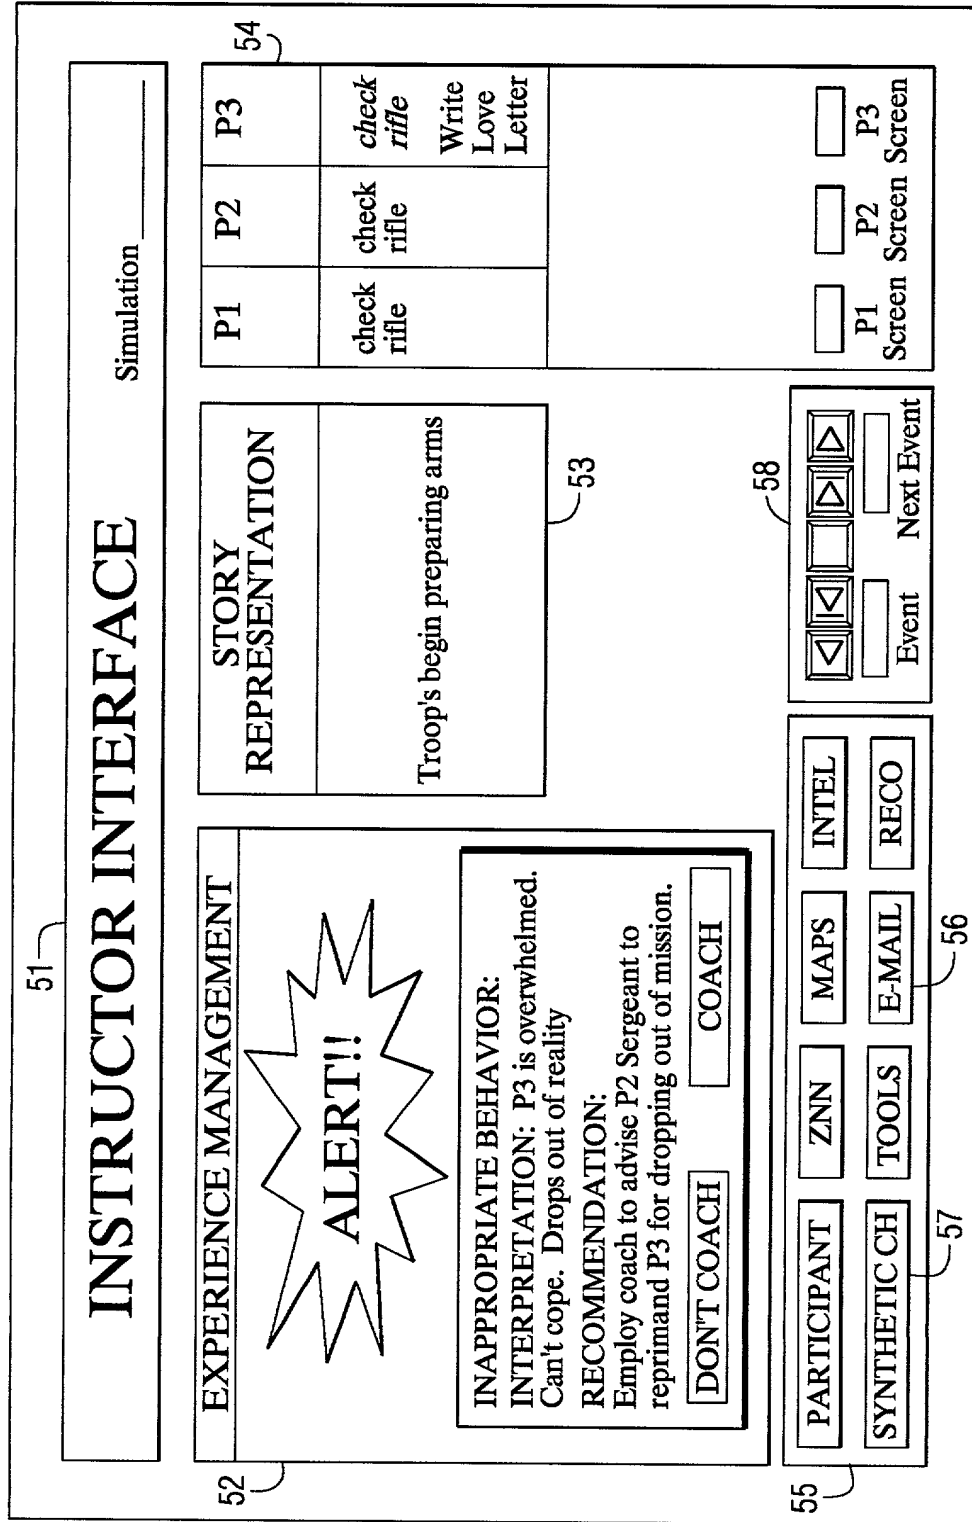 51
INSTRUCTOR INTERFACE
Simulation
52
EXPERIENCE MANAGEMENT
ALERT!!
INAPPROPRIATE BEHAVIOR:
INTERPRETATION: P3 is overwhelmed.
Can't cope. Drops out of reality
RECOMMENDATION:
Employ coach to advise P2 Sergeant to
reprimand P3 for dropping out of mission.
DON'T COACH
COACH
STORY
REPRESENTATION
Troop's begin preparing arms
53
54
P1 P2 P3
check check check
rifle rifle rifle
Write
Love
Letter
P1 P2 P3
Screen Screen Screen
55
PARTICIPANT ZNN MAPS INTEL
SYNTHETIC CH TOOLS E-MAIL RECO
57
56
58
Event Next Event